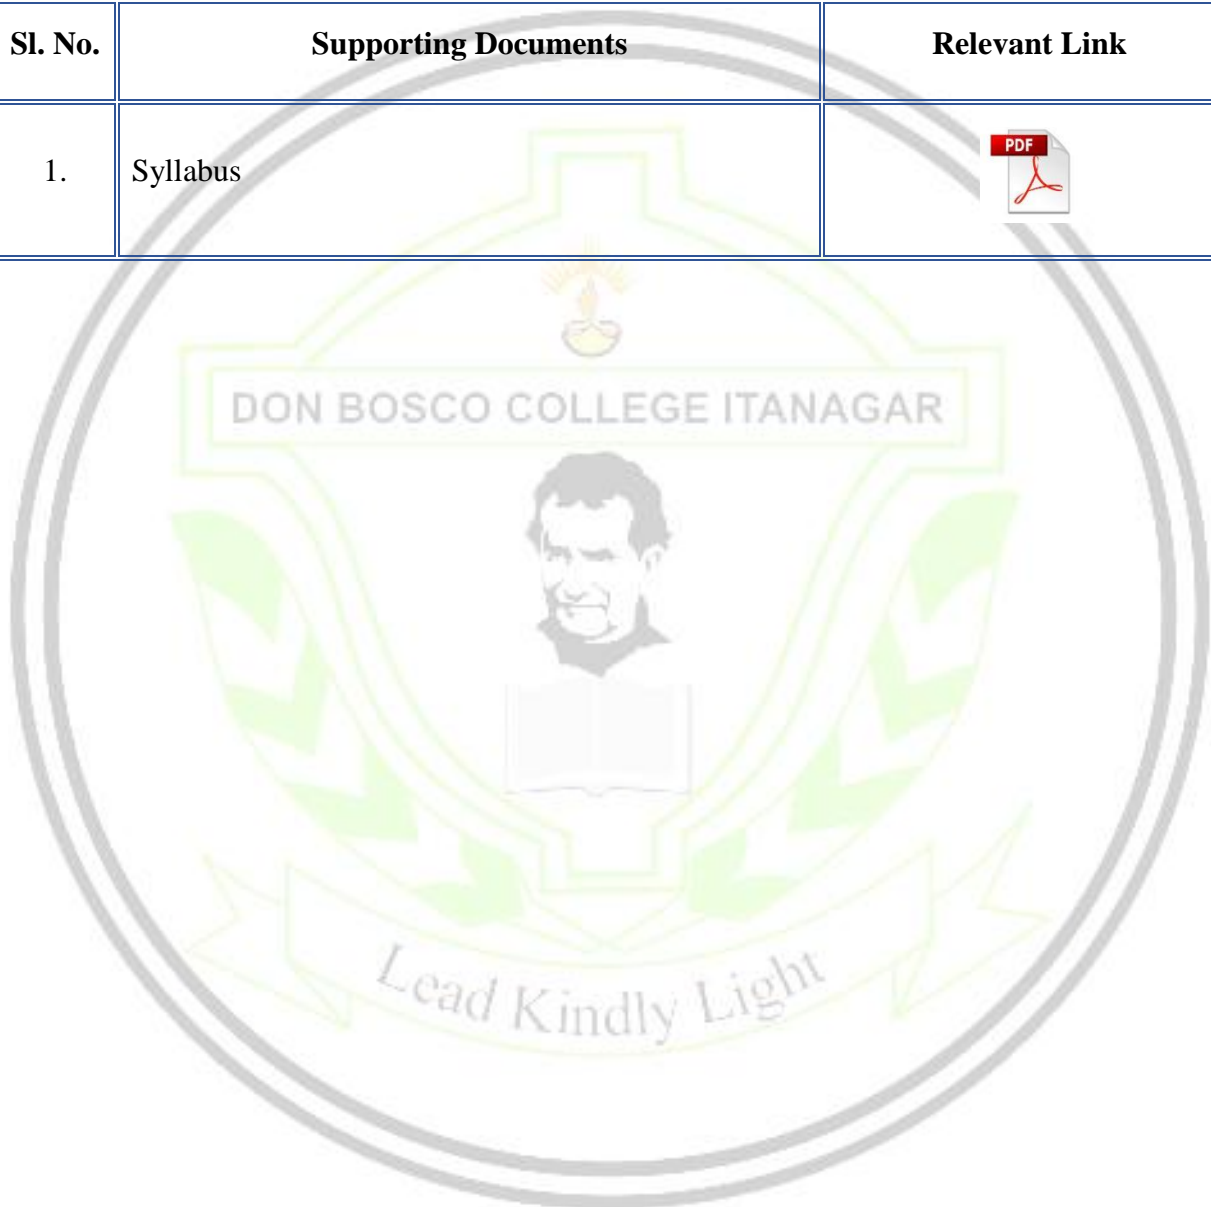 Sl. No. Supporting Documents Relevant Link
1. Syllabus PDF
DON BOSCO COLLEGE ITANAGAR
Lead Kindly Light